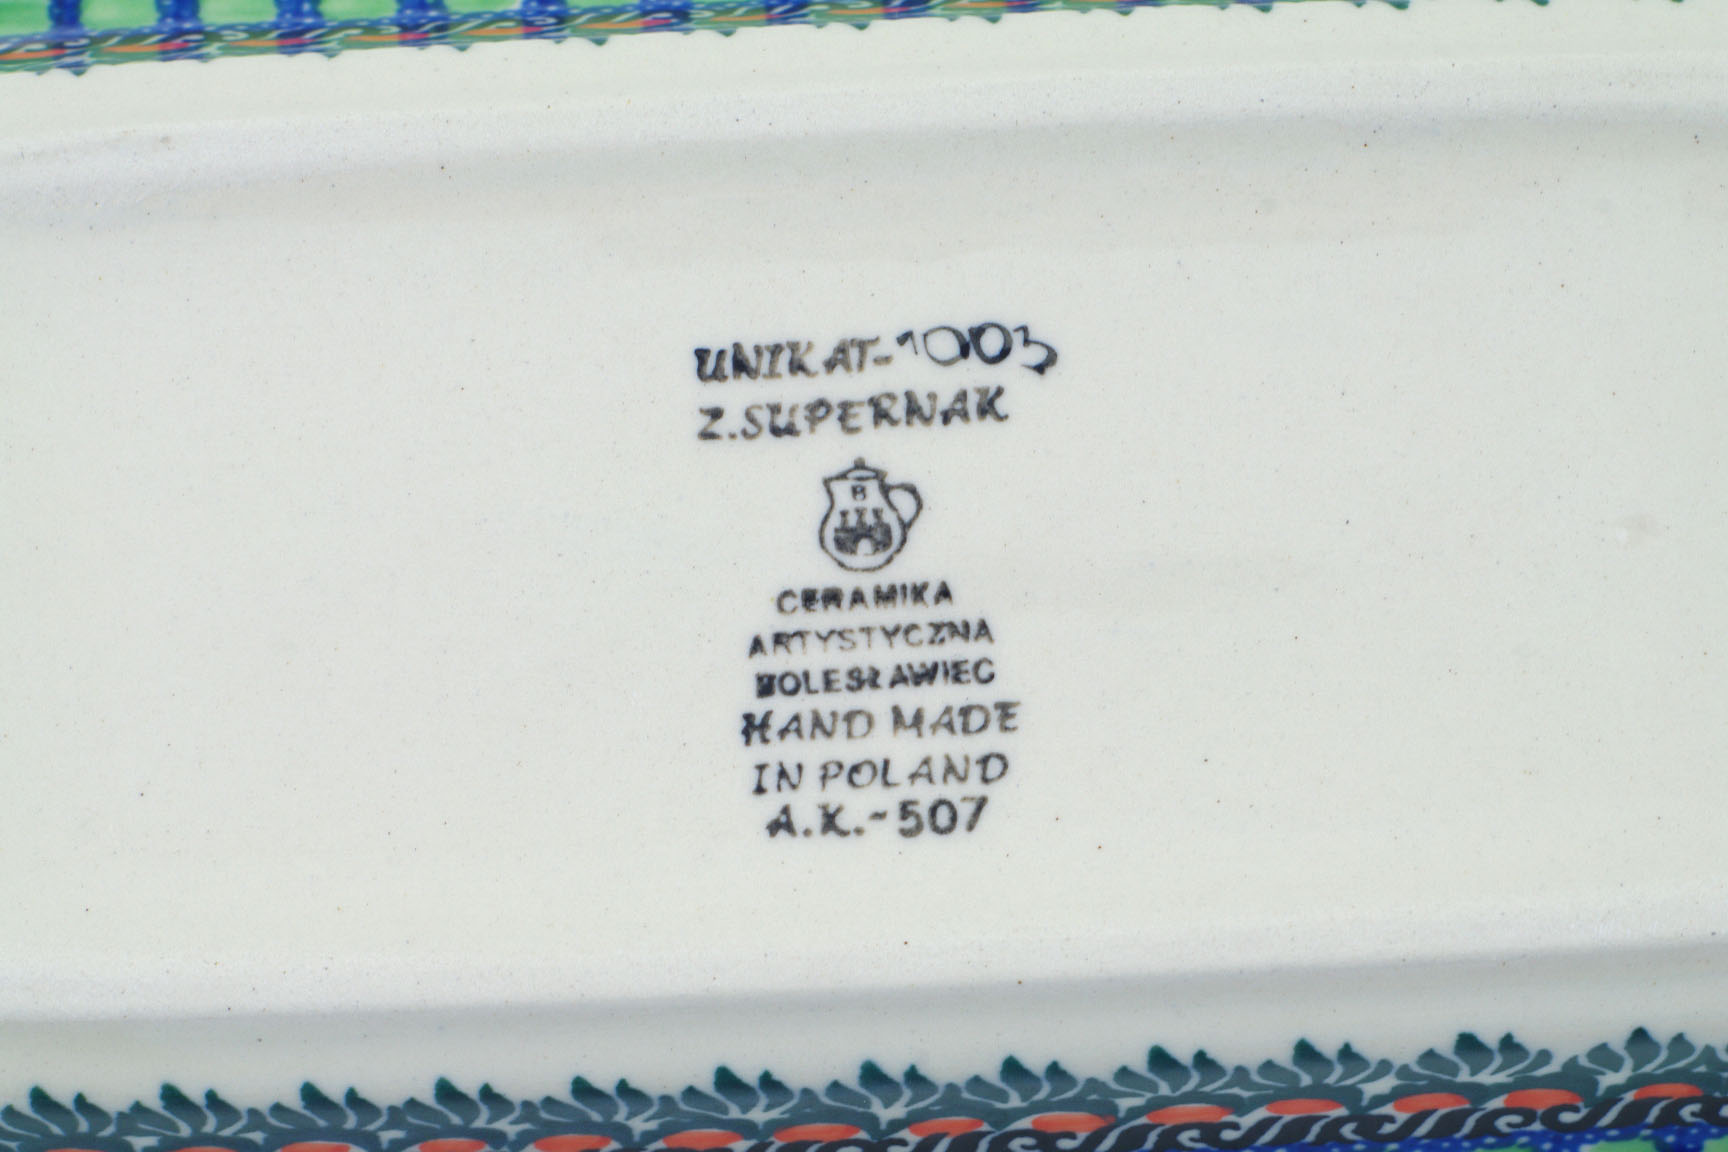 UNIKAT-1003
Z.SUPERNAK
B
CERAMIKA
ARTYSTYCZNA
BOLESŁAWIEC
HAND MADE
IN POLAND
A.K.-507